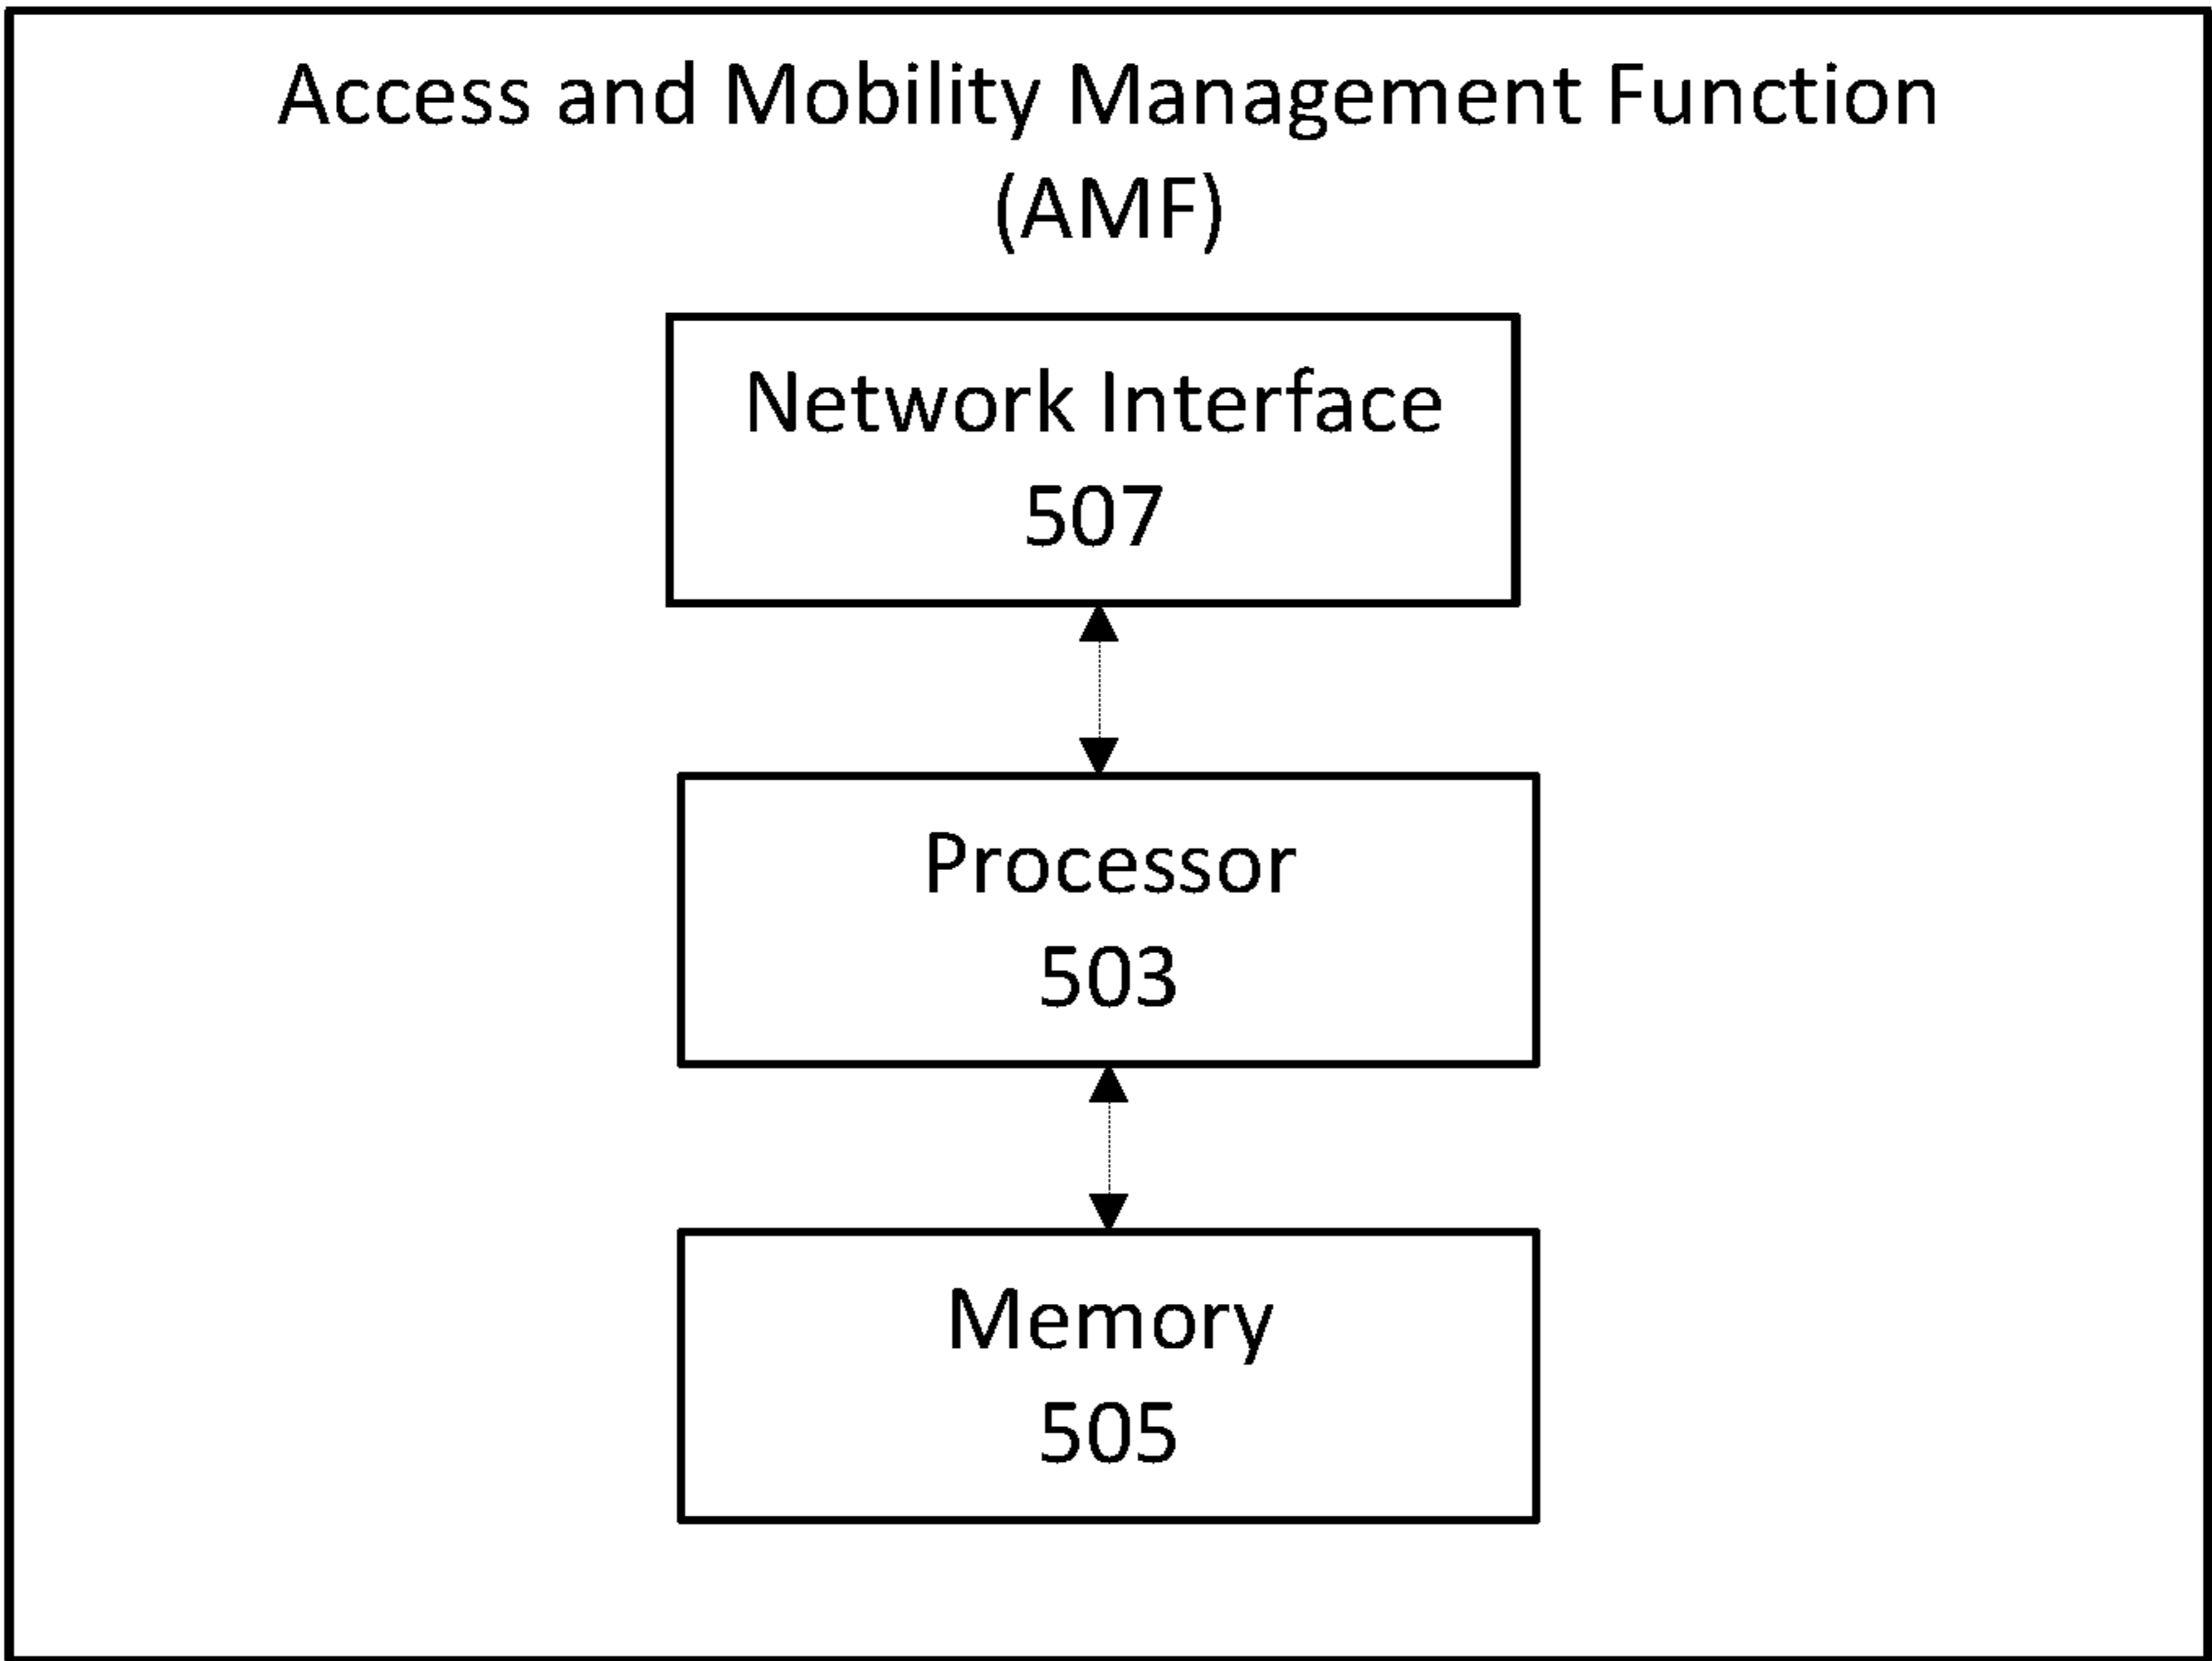 Access and Mobility Management Function
(AMF)
Network Interface
507
Processor
503
Memory
505